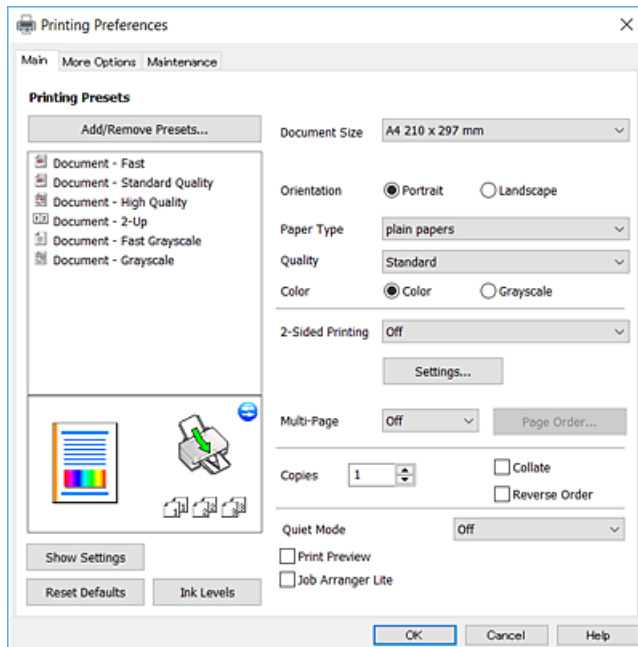 Printing Preferences
Main
More Options
Maintenance
Printing Presets
Add/Remove Presets...
Document - Fast
Document - Standard Quality
Document - High Quality
Document - 2-Up
Document - Fast Grayscale
Document - Grayscale
Show Settings
Reset Defaults
Ink Levels
Document Size
A4 210 x 297 mm
Orientation
Portrait
Landscape
Paper Type
plain papers
Quality
Standard
Color
Color
Grayscale
2-Sided Printing
Off
Settings...
Multi-Page
Off
Page Order...
Copies
1
Collate
Reverse Order
Quiet Mode
Off
Print Preview
Job Arranger Lite
OK
Cancel
Help